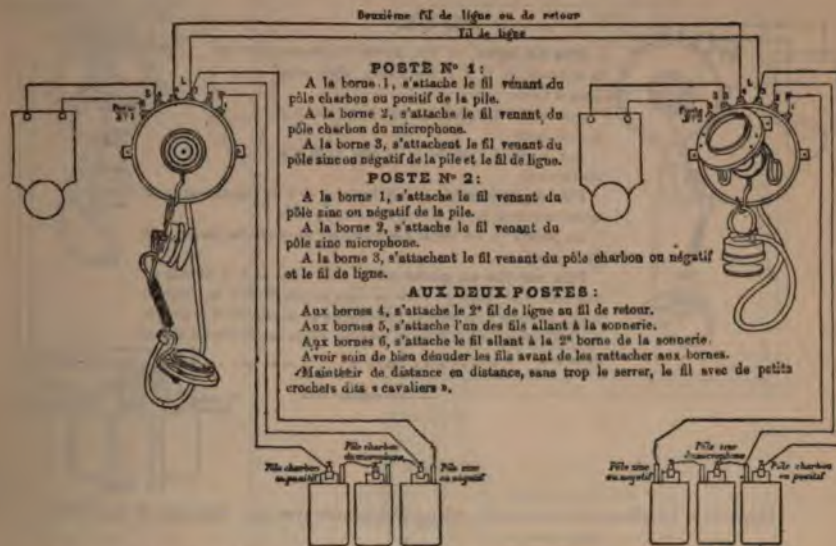 Deuxième fil de ligne ou de retour
Fil de ligne
POSTE No 1:
A la borne 1, s'attache le fil venant du
pôle charbon ou positif de la pile.
A la borne 2, s'attache le fil venant du
pôle charbon du microphone.
A la borne 3, s'attachent le fil venant du
pôle zinc ou négatif de la pile et le fil de ligne.
POSTE No 2:
A la borne 1, s'attache le fil venant du
pôle zinc ou négatif de la pile.
A la borne 2, s'attache le fil venant du
pôle zinc microphone.
A la borne 3, s'attachent le fil venant du pôle charbon ou négatif
et le fil de ligne.
AUX DEUX POSTES:
Aux bornes 4, s'attache le 2e fil de ligne au fil de retour.
Aux bornes 5, s'attache l'un des fils allant à la sonnerie.
Aux bornes 6, s'attache le fil allant à la 2e borne de la sonnerie.
Avoir soin de bien dénuder les fils avant de les rattacher aux bornes.
Maintenir de distance en distance, sans trop le serrer, le fil avec de petits
crochets dits « cavaliers ».
Pôle charbon
ou positif
Pôle charbon
du microphone
Pôle zinc
ou négatif
Pôle zinc
ou négatif
Pôle zinc
du microphone
Pôle charbon
ou positif